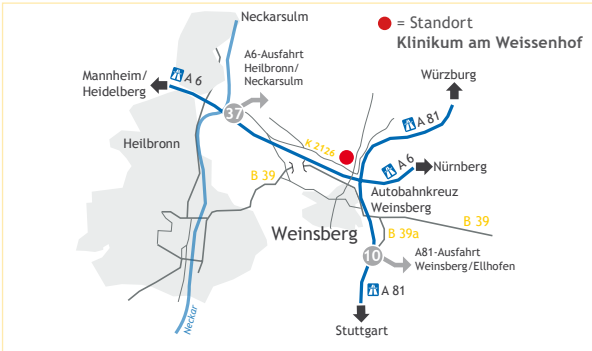 Neckarsulm
= Standort
Klinikum am Weissenhof
A6-Ausfahrt
Heilbronn/
Neckarsulm
Mannheim/
Heidelberg
A 6
Würzburg
37
A 81
K 2126
Heilbronn
A 6
Nürnberg
B 39
Autobahnkreuz
Weinsberg
B 39
Weinsberg
B 39a
10
A81-Ausfahrt
Weinsberg/Ellhofen
A 81
Neckar
Stuttgart